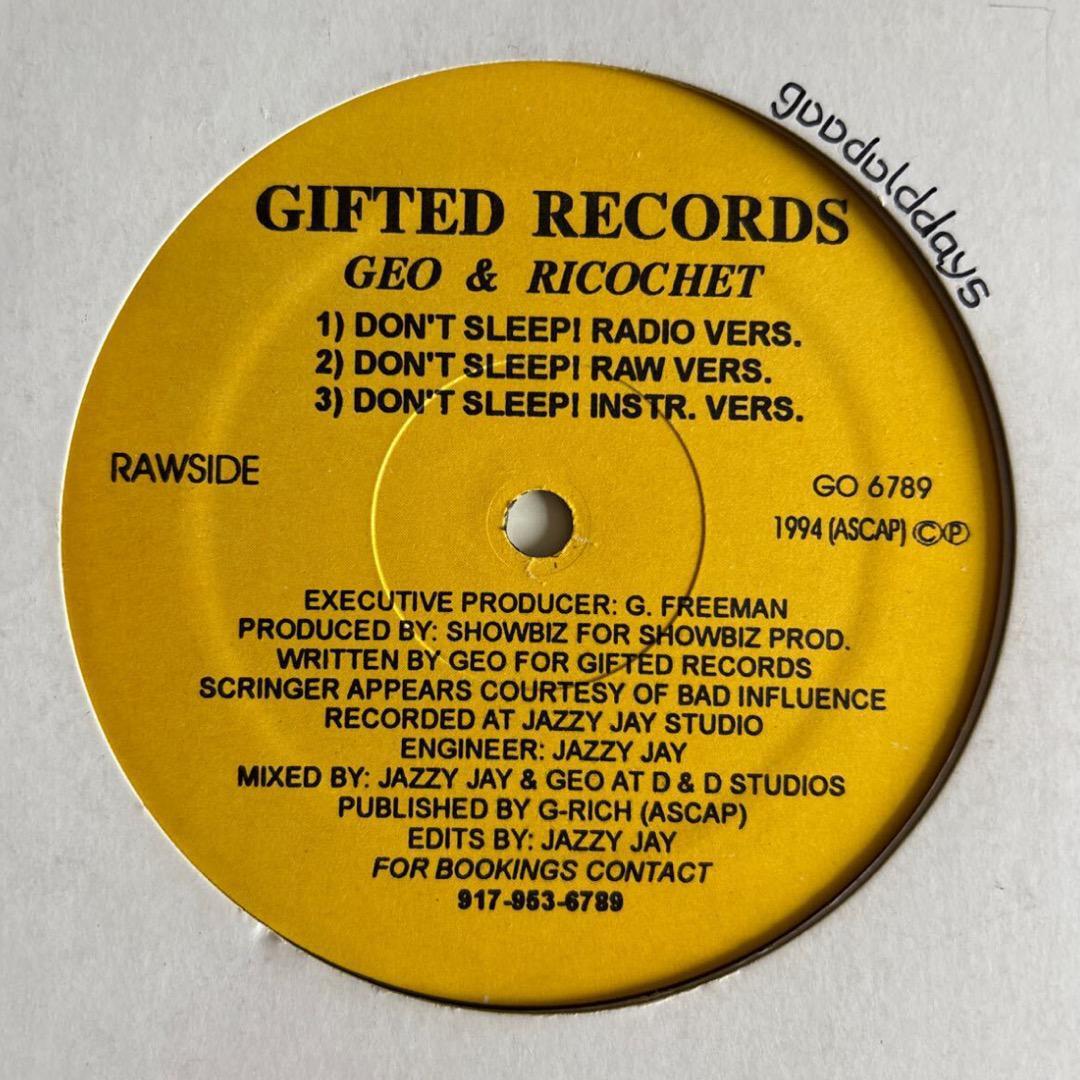 goodolddays
GIFTED RECORDS
GEO & RICOCHET
1) DON'T SLEEP! RADIO VERS.
2) DON'T SLEEP! RAW VERS.
3) DON'T SLEEP! INSTR. VERS.
RAWSIDE
GO 6789
1994 (ASCAP) ©℗
EXECUTIVE PRODUCER: G. FREEMAN
PRODUCED BY: SHOWBIZ FOR SHOWBIZ PROD.
WRITTEN BY GEO FOR GIFTED RECORDS
SCRINGER APPEARS COURTESY OF BAD INFLUENCE
RECORDED AT JAZZY JAY STUDIO
ENGINEER: JAZZY JAY
MIXED BY: JAZZY JAY & GEO AT D & D STUDIOS
PUBLISHED BY G-RICH (ASCAP)
EDITS BY: JAZZY JAY
FOR BOOKINGS CONTACT
917-953-6789